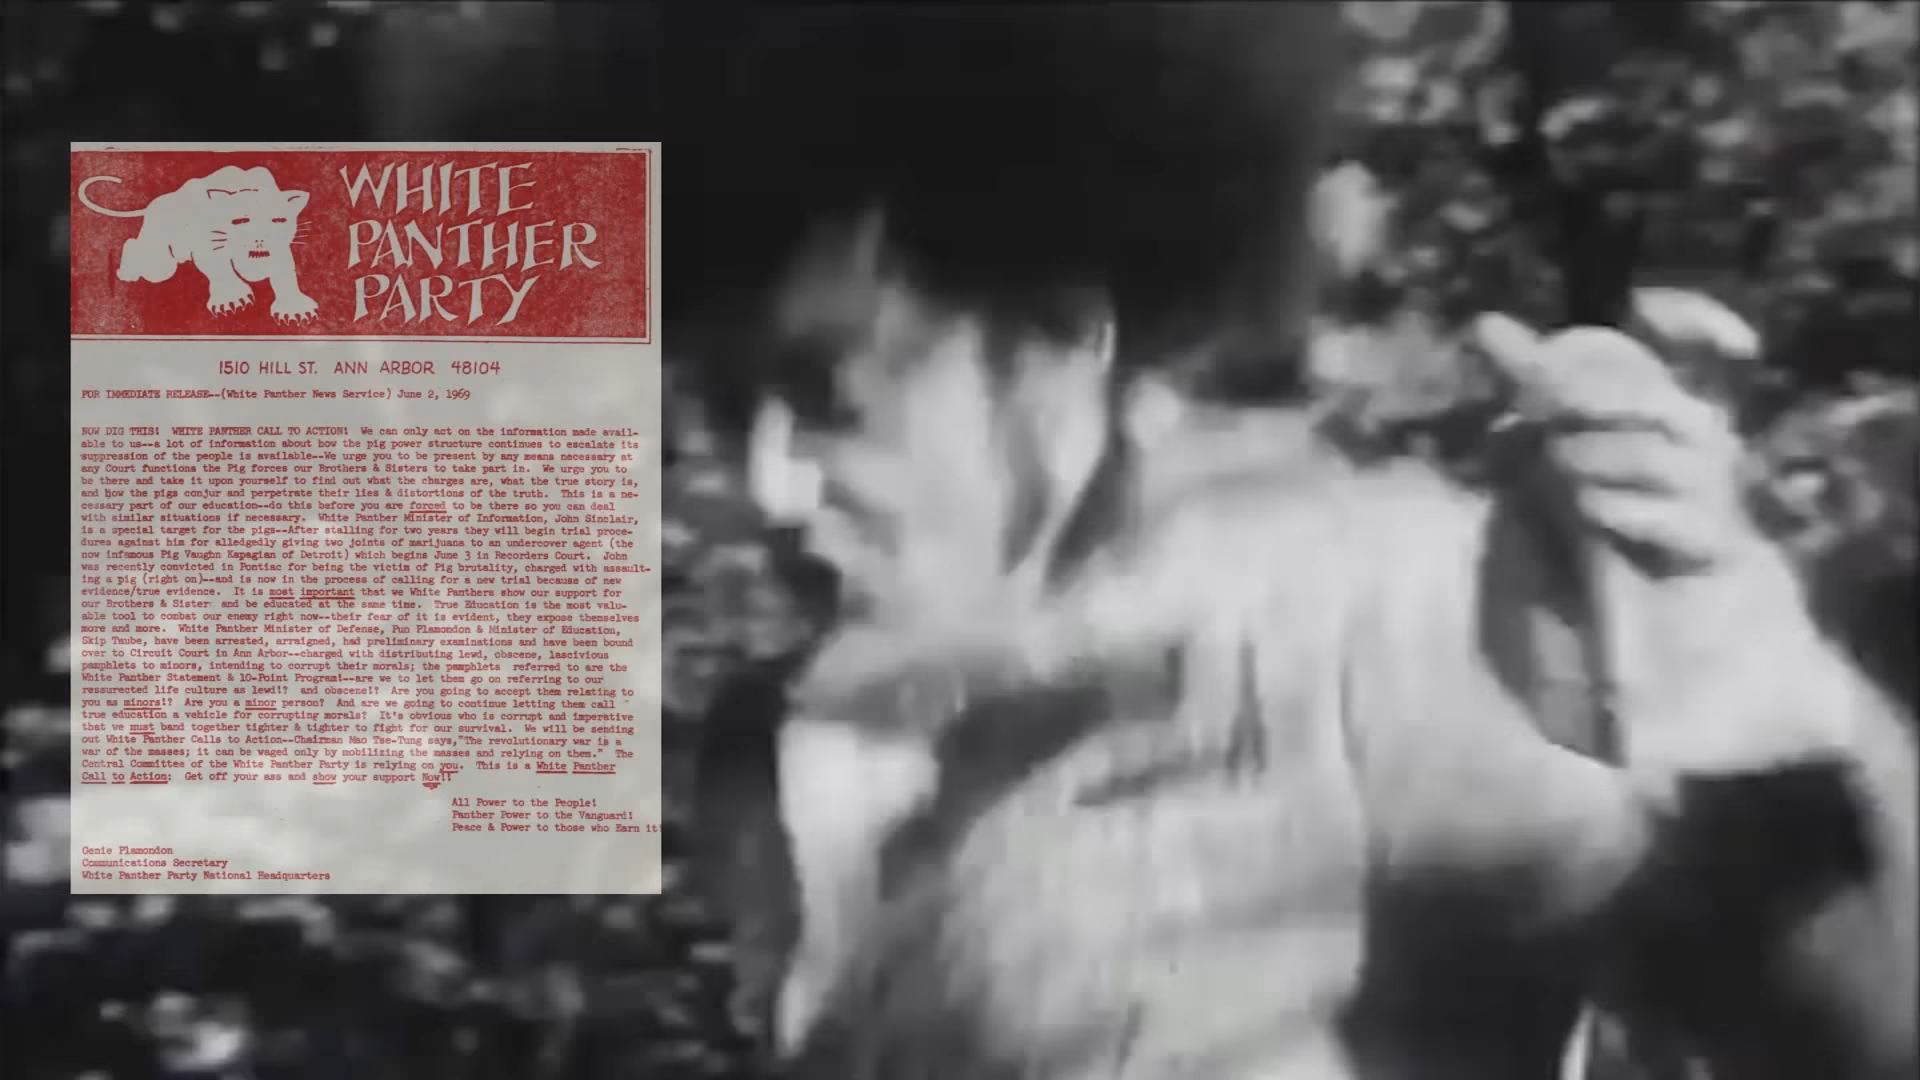 WHITE
PANTHER
PARTY
1510 HILL ST. ANN ARBOR 48104
FOR IMMEDIATE RELEASE--(White Panther News Service) June 2, 1969
NOW DIG THIS! WHITE PANTHER CALL TO ACTION! We can only act on the information made avail-
able to us--a lot of information about how the pig power structure continues to escalate its
suppression of the people is available--We urge you to be present by any means necessary at
any Court functions the Pig forces our Brothers & Sisters to take part in. We urge you to
be there and take it upon yourself to find out what the charges are, what the true story is,
and how the pigs conjur and perpetrate their lies & distortions of the truth. This is a ne-
cessary part of our education--do this before you are forced to be there so you can deal
with similar situations if necessary. White Panther Minister of Information, John Sinclair,
is a special target for the pigs--After stalling for two years they will begin trial proce-
dures against him for alledgedly giving two joints of marijuana to an undercover agent (the
now infamous Pig Vaughn Kapagian of Detroit) which begins June 3 in Recorders Court. John
was recently convicted in Pontiac for being the victim of Pig brutality, charged with assault-
ing a pig (right on)--and is now in the process of calling for a new trial because of new
evidence/true evidence. It is most important that we White Panthers show our support for
our Brothers & Sister and be educated at the same time. True Education is the most valu-
able tool to combat our enemy right now--their fear of it is evident, they expose themselves
more and more. White Panther Minister of Defense, Pun Plamondon & Minister of Education,
Skip Taube, have been arrested, arraigned, had preliminary examinations and have been bound
over to Circuit Court in Ann Arbor--charged with distributing lewd, obscene, lascivious
pamphlets to minors, intending to corrupt their morals; the pamphlets referred to are the
White Panther Statement & 10-Point Program!--are we to let them go on referring to our
ressurected life culture as lewd!? and obscene!? Are you going to accept them relating to
you as minors!? Are you a minor person? And are we going to continue letting them call
true education a vehicle for corrupting morals? It's obvious who is corrupt and imperative
that we must band together tighter & tighter to fight for our survival. We will be sending
out White Panther Calls to Action--Chairman Mao Tse-Tung says,"The revolutionary war is a
war of the masses; it can be waged only by mobilizing the masses and relying on them." The
Central Committee of the White Panther Party is relying on you. This is a White Panther
Call to Action: Get off your ass and show your support Now!!
All Power to the People!
Panther Power to the Vanguard!
Peace & Power to those who Earn it!
Genie Plamondon
Communications Secretary
White Panther Party National Headquarters